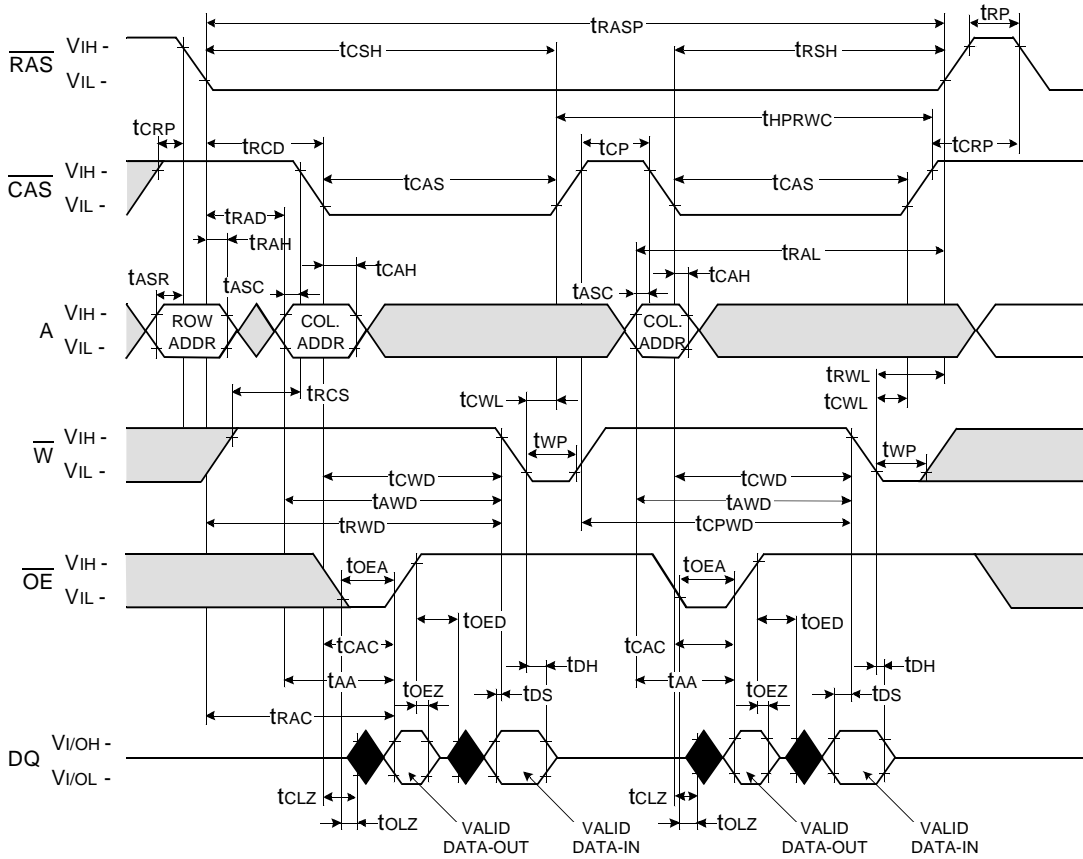 tRASP
tRP
tCSH
tRSH
RAS
VIH -
VIL -
tHPRWC
tCRP
tRCD
tCP
tCRP
CAS
VIH -
VIL -
tCAS
tCAS
tRAD
tRAH
tCAH
tRAL
tCAH
tASR
tASC
tASC
A
VIH -
VIL -
ROW
ADDR
COL.
ADDR
COL.
ADDR
tRCS
tCWL
tRWL
tCWL
W
VIH -
VIL -
tWP
tWP
tCWD
tCWD
tAWD
tAWD
tRWD
tCPWD
OE
VIH -
VIL -
tOEA
tOEA
tOED
tOED
tCAC
tCAC
tDH
tDH
tAA
tOEZ
tDS
tAA
tOEZ
tDS
tRAC
DQ
VI/OH -
VI/OL -
tCLZ
tCLZ
tOLZ
tOLZ
VALID
DATA-OUT
VALID
DATA-IN
VALID
DATA-OUT
VALID
DATA-IN